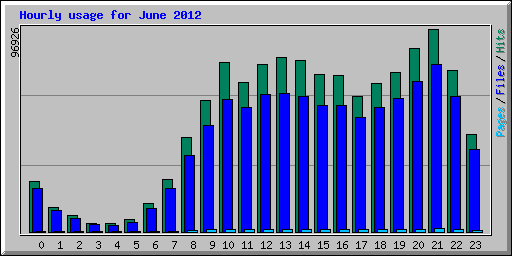 Hourly usage for June 2012
96926
Pages / Files / Hits
0 1 2 3 4 5 6 7 8 9 10 11 12 13 14 15 16 17 18 19 20 21 22 23